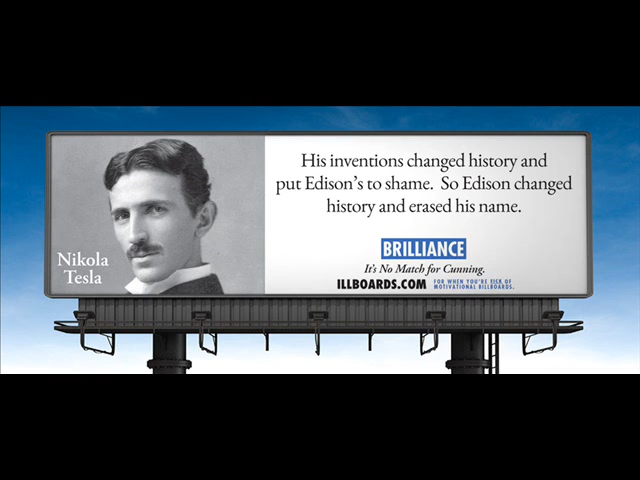 Nikola
Tesla
His inventions changed history and
put Edison's to shame. So Edison changed
history and erased his name.
BRILLIANCE
It's No Match for Cunning.
ILLBOARDS.COM
FOR WHEN YOU'RE SICK OF
MOTIVATIONAL BILLBOARDS.